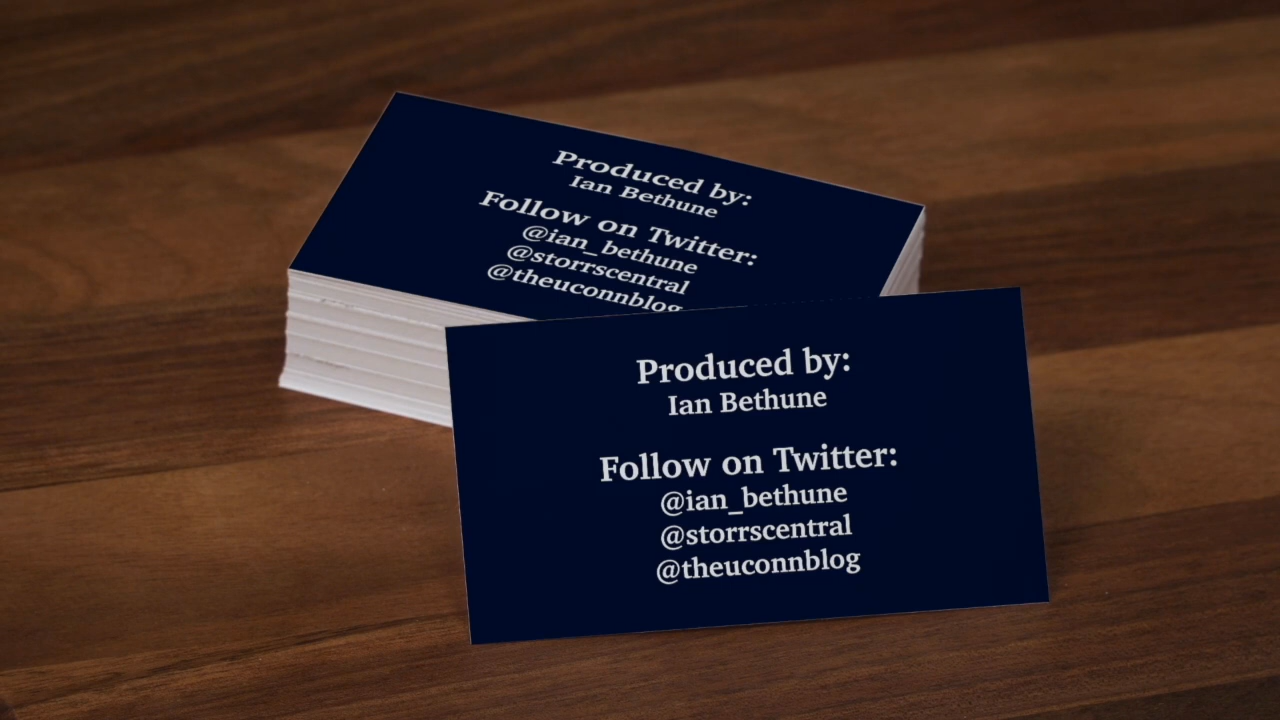 Produced by:
Ian Bethune
Follow on Twitter:
@ian_bethune
@storrscentral
@theuconnblog
Produced by:
Ian Bethune
Follow on Twitter:
@ian_bethune
@storrscentral
@theuconnblog